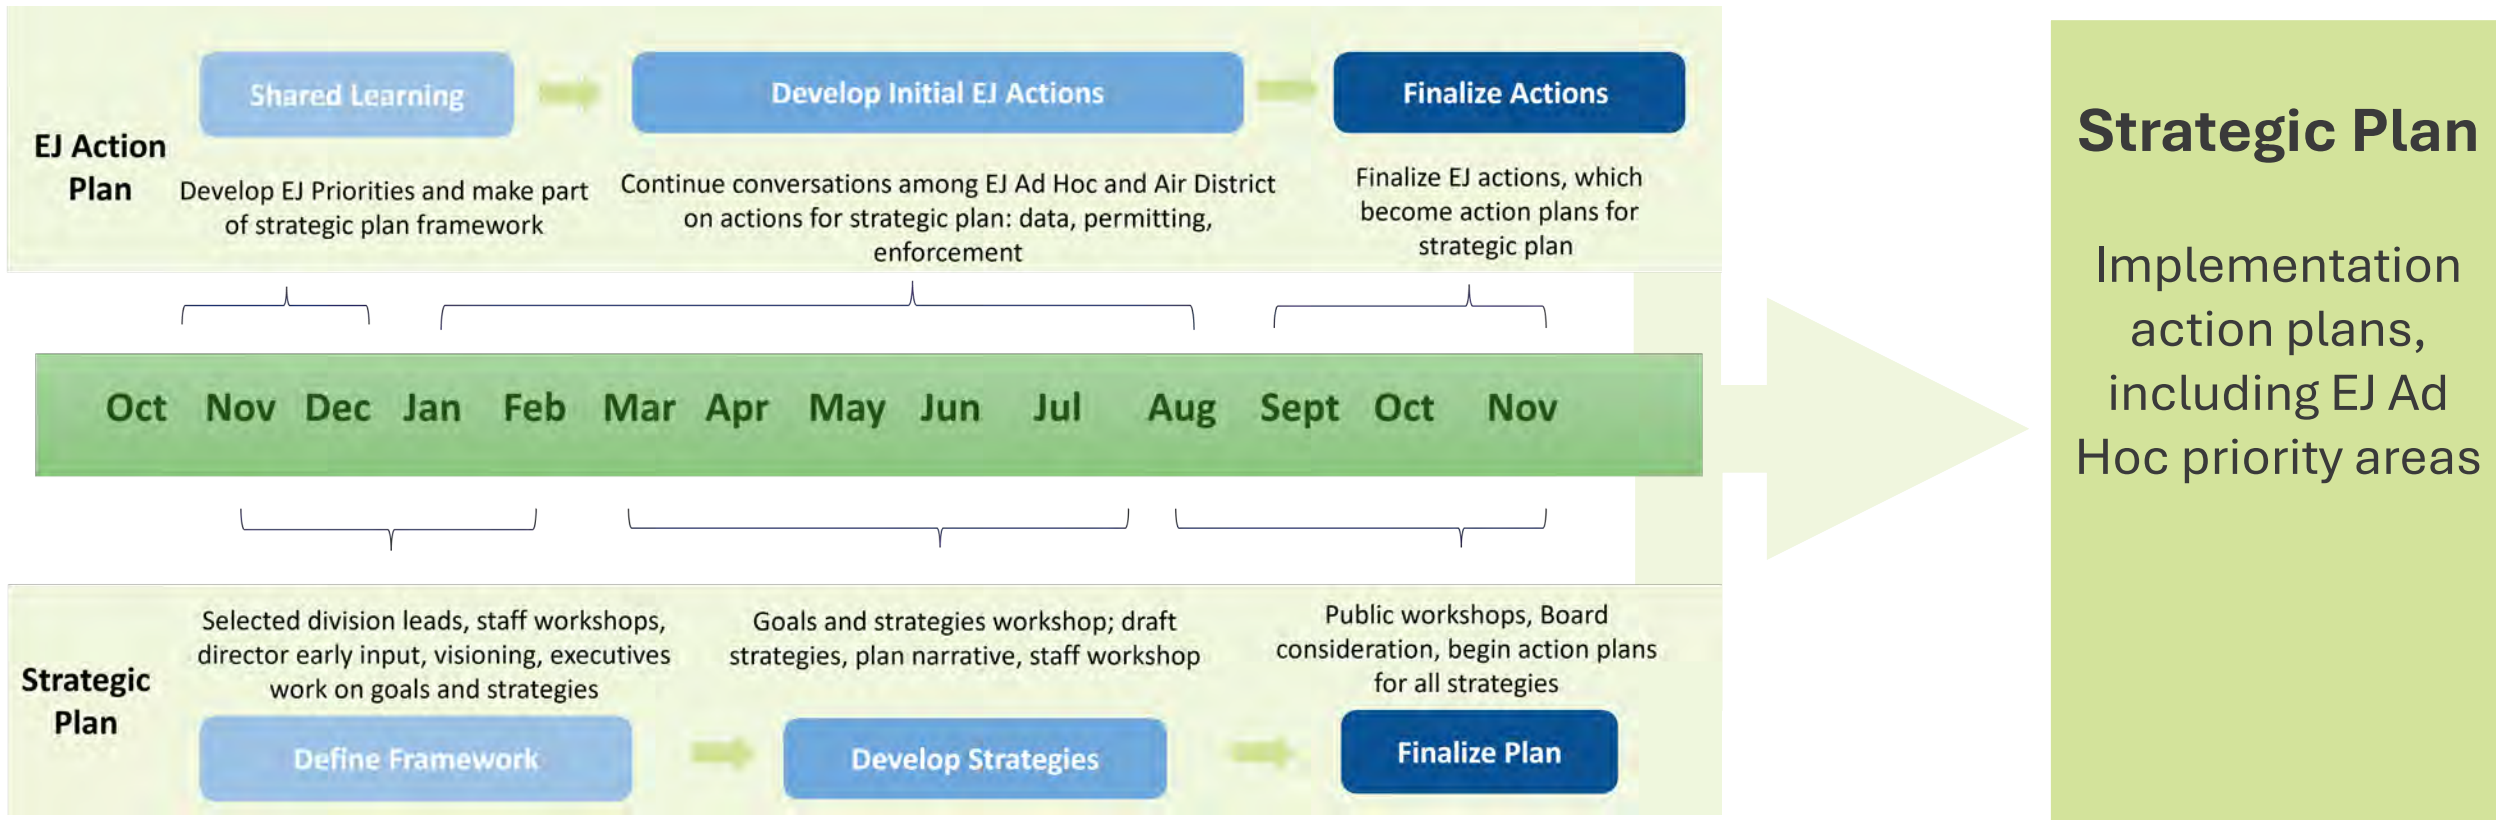 Shared Learning
Develop Initial EJ Actions
Finalize Actions
EJ Action
Plan
Develop EJ Priorities and make part
of strategic plan framework
Continue conversations among EJ Ad Hoc and Air District
on actions for strategic plan: data, permitting,
enforcement
Finalize EJ actions, which
become action plans for
strategic plan
Oct Nov Dec Jan Feb Mar Apr May Jun Jul Aug Sept Oct Nov
Strategic
Plan
Selected division leads, staff workshops,
director early input, visioning, executives
work on goals and strategies
Goals and strategies workshop; draft
strategies, plan narrative, staff workshop
Public workshops, Board
consideration, begin action plans
for all strategies
Define Framework
Develop Strategies
Finalize Plan
Strategic Plan
Implementation
action plans,
including EJ Ad
Hoc priority areas